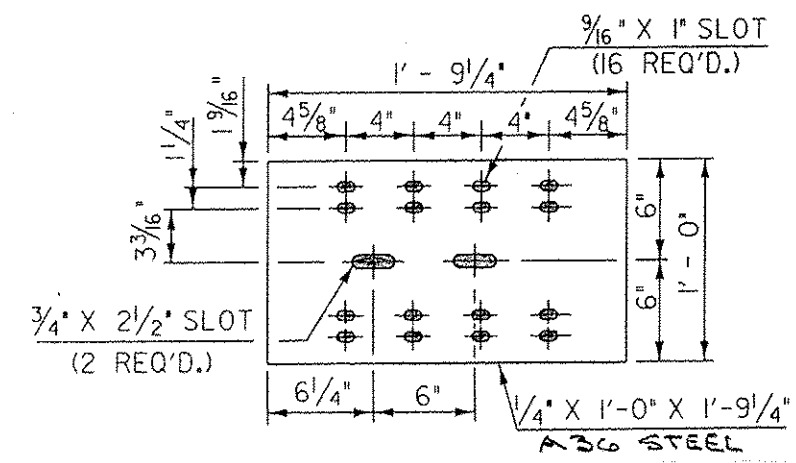 9/16" X 1" SLOT
(16 REQ'D.)
1' - 9 1/4"
4 5/8" 4" 4" 4" 4 5/8"
1 9/16"
1 1/4"
3 3/16"
6"
6"
1' - 0"
3/4" X 2 1/2" SLOT
(2 REQ'D.)
6 1/4" 6"
1/4" X 1'-0" X 1'-9 1/4"
A36 STEEL